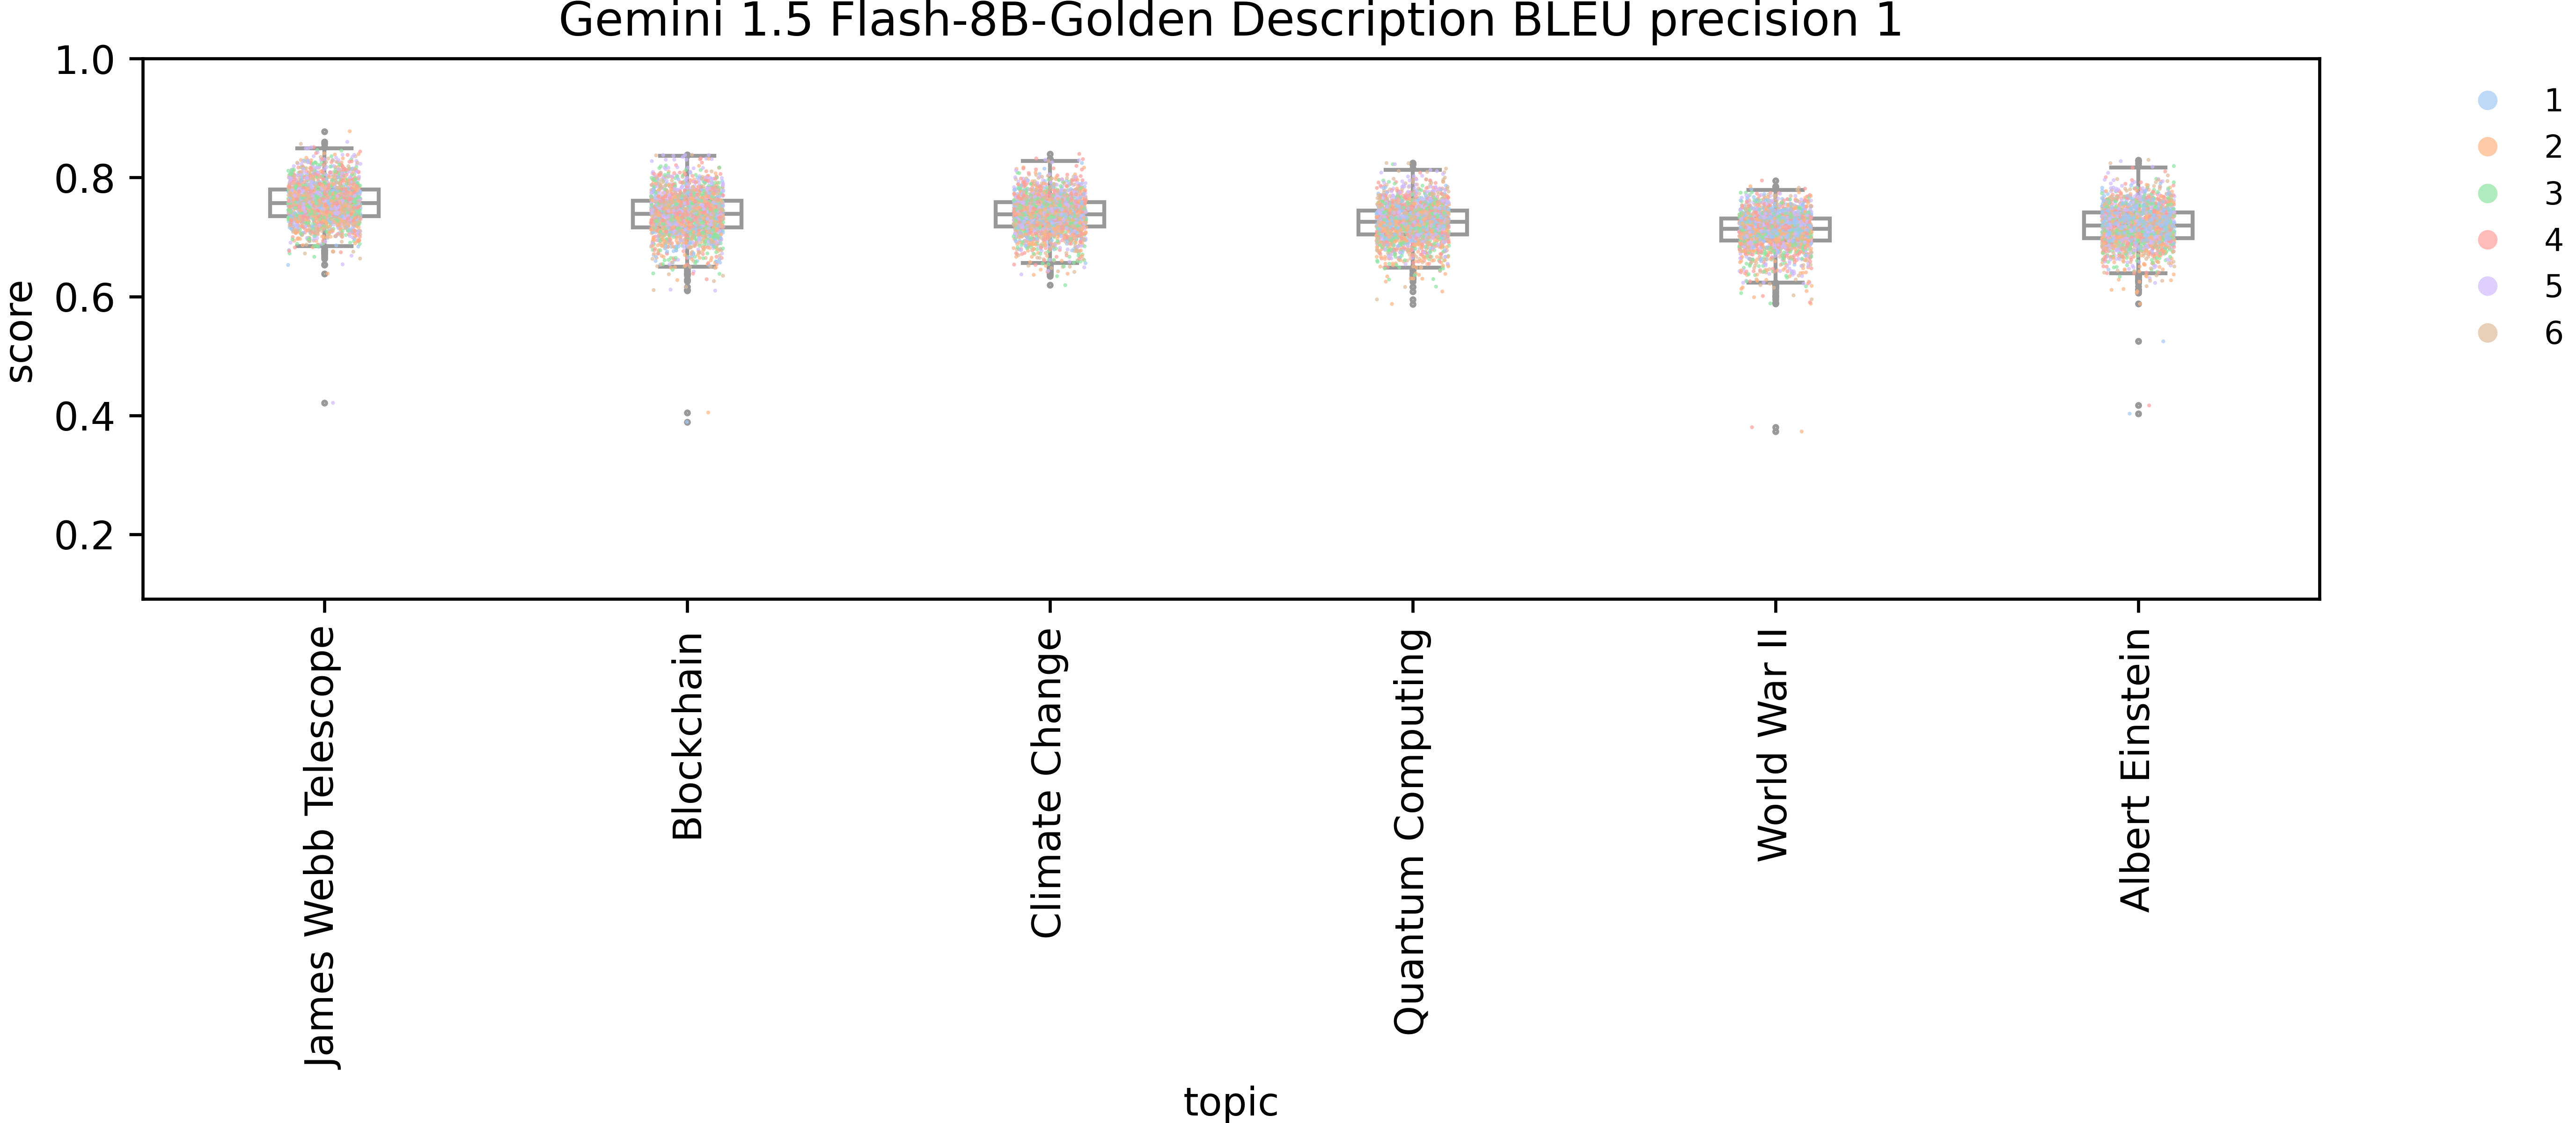 Gemini 1.5 Flash-8B-Golden Description BLEU precision 1
1.0
0.8
0.6
0.4
0.2
score
James Webb Telescope
Blockchain
Climate Change
Quantum Computing
World War II
Albert Einstein
topic
1
2
3
4
5
6